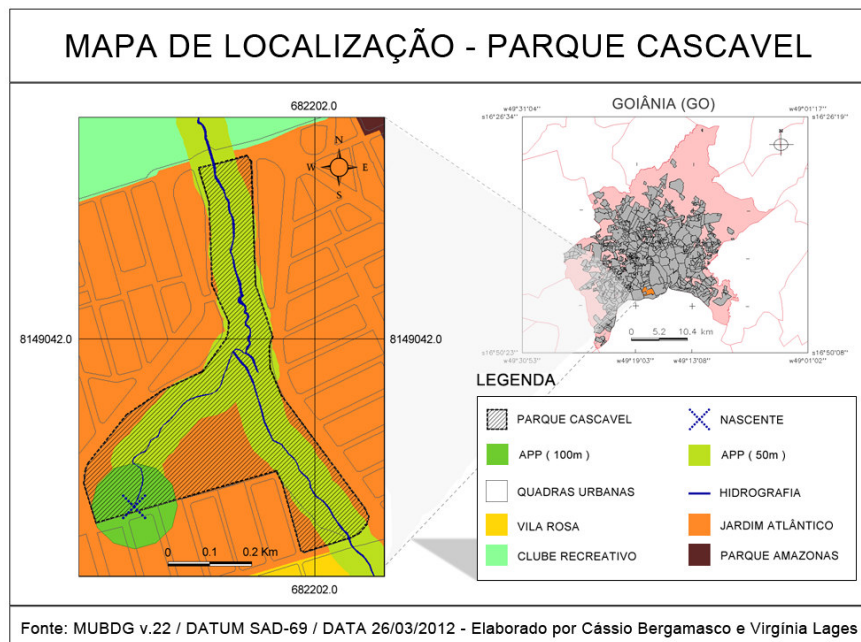 MAPA DE LOCALIZAÇÃO - PARQUE CASCAVEL
682202.0
N
W E
S
8149042.0
8149042.0
0 0.1 0.2 Km
682202.0
GOIÂNIA (GO)
w49°31'04''
w49°01'17''
s16°26'34''
s16°26'19''
N
0 5.2 10.4 km
s16°50'23''
s16°50'08''
w49°30'53''
w49°19'03''
w49°13'08''
w49°01'02''
LEGENDA
PARQUE CASCAVEL
NASCENTE
APP ( 100m )
APP ( 50m )
QUADRAS URBANAS
HIDROGRAFIA
VILA ROSA
JARDIM ATLÂNTICO
CLUBE RECREATIVO
PARQUE AMAZONAS
Fonte: MUBDG v.22 / DATUM SAD-69 / DATA 26/03/2012 - Elaborado por Cássio Bergamasco e Virgínia Lages